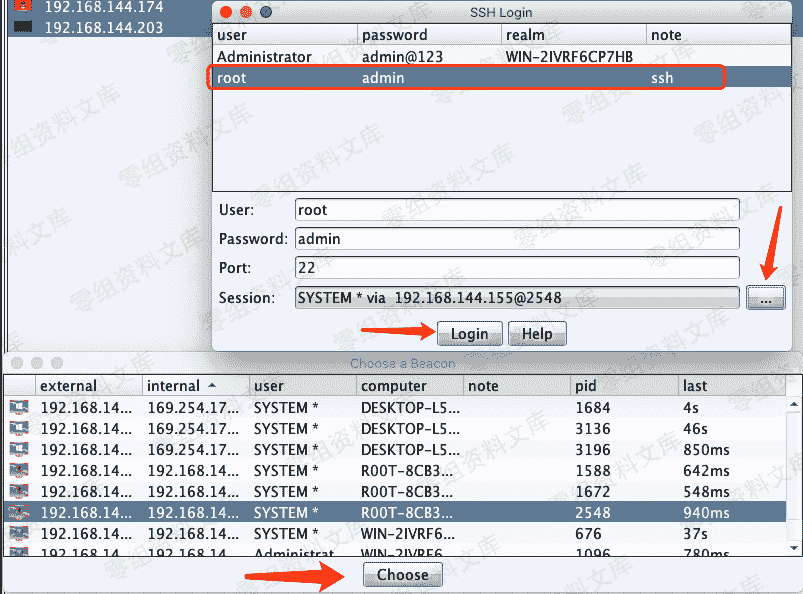 192.168.144.174
192.168.144.203
SSH Login
user password realm note
Administrator admin@123 WIN-2IVRF6CP7HB
root admin ssh
User: root
Password: admin
Port: 22
Session: SYSTEM * via 192.168.144.155@2548 ...
Login Help
Choose a Beacon
external internal user computer note pid last
192.168.14... 169.254.17... SYSTEM * DESKTOP-L5... 1684 4s
192.168.14... 169.254.17... SYSTEM * DESKTOP-L5... 3136 46s
192.168.14... 169.254.17... SYSTEM * DESKTOP-L5... 3196 850ms
192.168.14... 192.168.14... SYSTEM * R00T-8CB3... 1588 642ms
192.168.14... 192.168.14... SYSTEM * R00T-8CB3... 1672 548ms
192.168.14... 192.168.14... SYSTEM * R00T-8CB3... 2548 940ms
192.168.14... 192.168.14... SYSTEM * WIN-2IVRF6... 676 37s
192.168.14... 192.168.14... Administrat... WIN-2IVRF6... 1096 780ms
Choose
零组资料文库